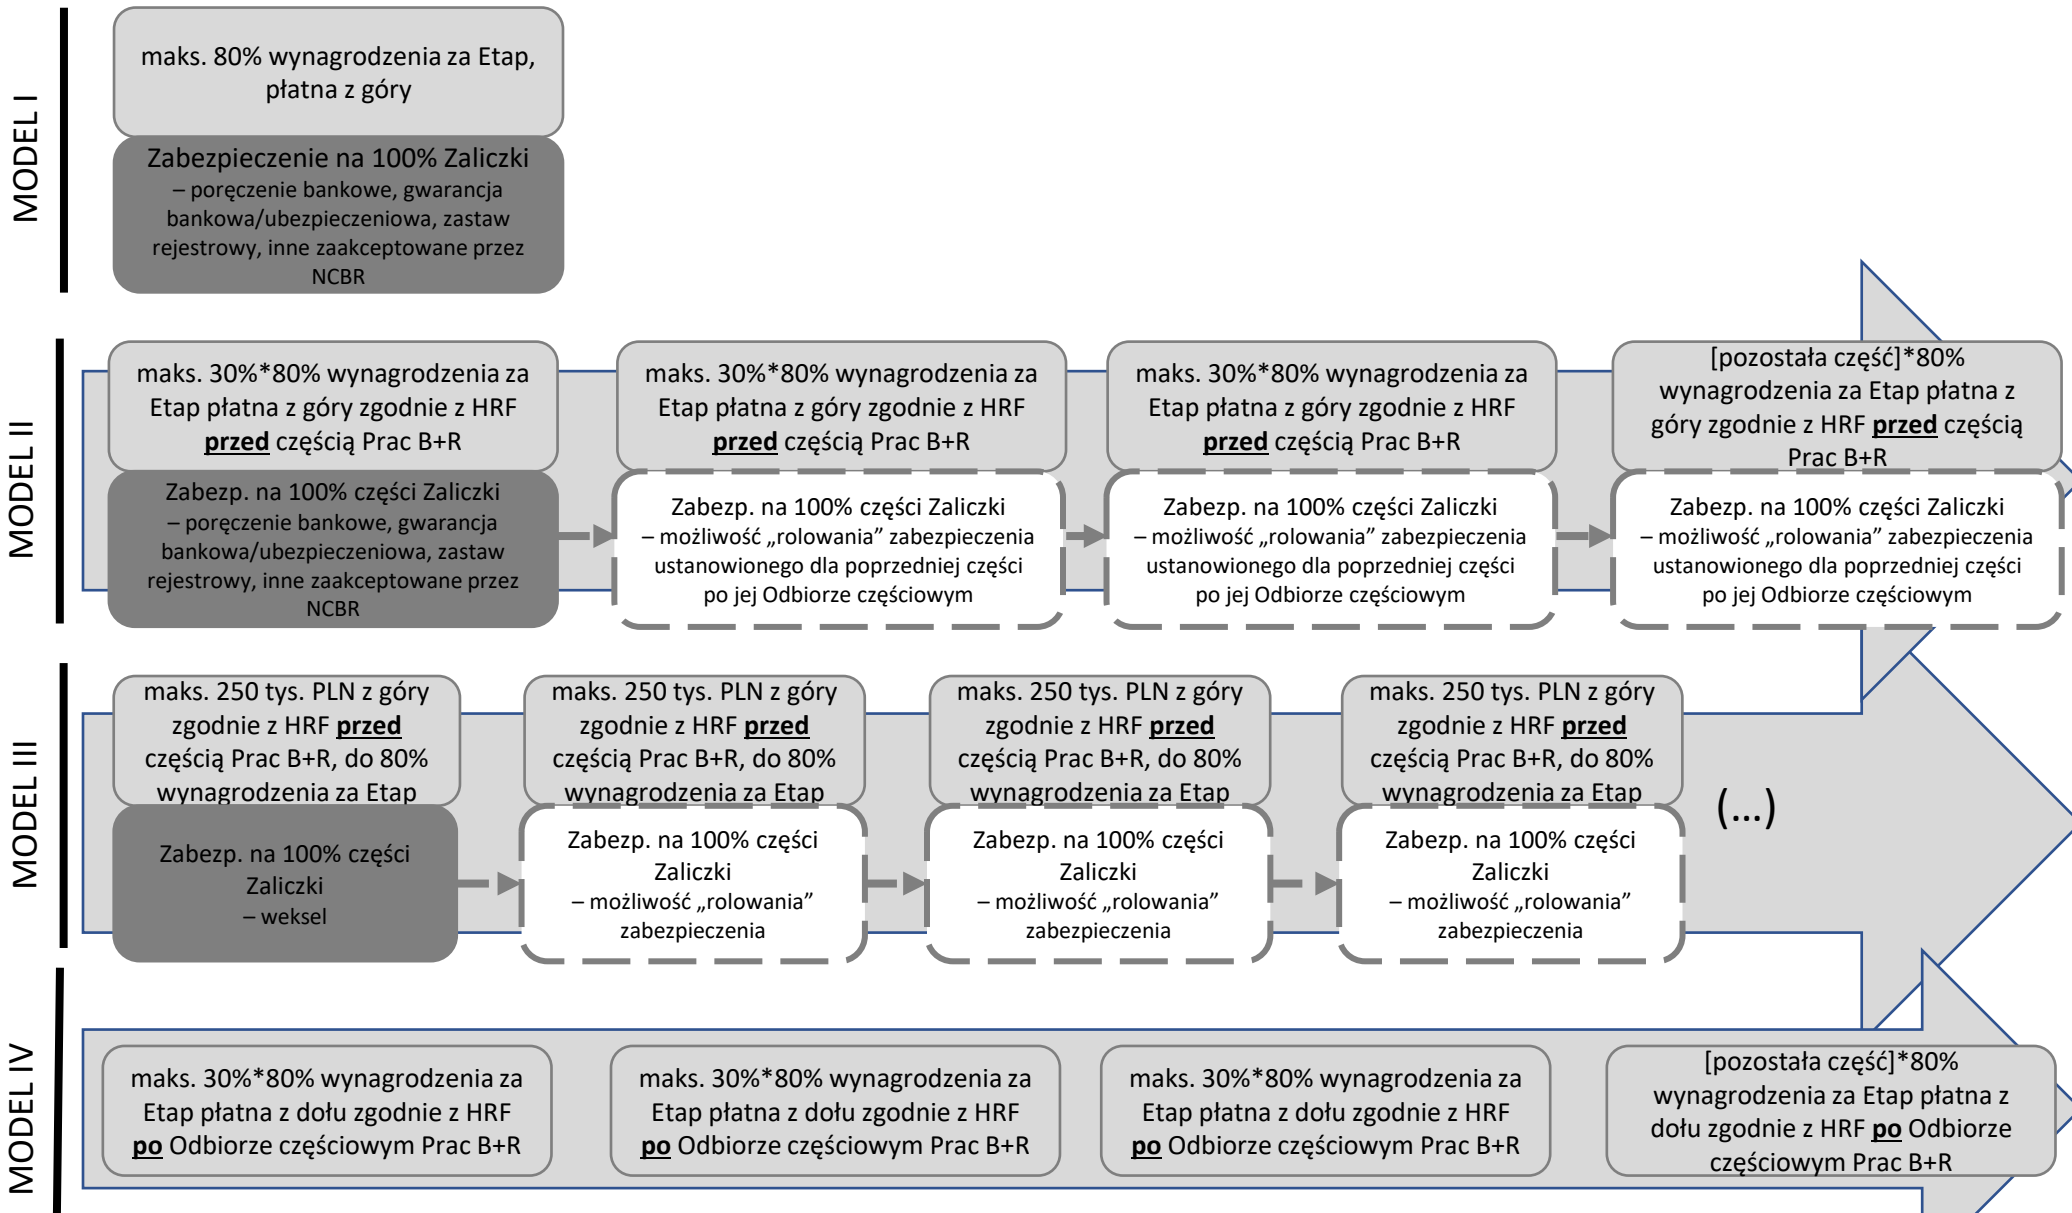 MODEL I
maks. 80% wynagrodzenia za Etap,
płatna z góry
Zabezpieczenie na 100% Zaliczki
– poręczenie bankowe, gwarancja
bankowa/ubezpieczeniowa, zastaw
rejestrowy, inne zaakceptowane przez
NCBR
MODEL II
maks. 30%*80% wynagrodzenia za
Etap płatna z góry zgodnie z HRF
przed częścią Prac B+R
Zabezp. na 100% części Zaliczki
– poręczenie bankowe, gwarancja
bankowa/ubezpieczeniowa, zastaw
rejestrowy, inne zaakceptowane przez
NCBR
maks. 30%*80% wynagrodzenia za
Etap płatna z góry zgodnie z HRF
przed częścią Prac B+R
Zabezp. na 100% części Zaliczki
– możliwość „rolowania” zabezpieczenia
ustanowionego dla poprzedniej części
po jej Odbiorze częściowym
maks. 30%*80% wynagrodzenia za
Etap płatna z góry zgodnie z HRF
przed częścią Prac B+R
Zabezp. na 100% części Zaliczki
– możliwość „rolowania” zabezpieczenia
ustanowionego dla poprzedniej części
po jej Odbiorze częściowym
[pozostała część]*80%
wynagrodzenia za Etap płatna z
góry zgodnie z HRF przed częścią
Prac B+R
Zabezp. na 100% części Zaliczki
– możliwość „rolowania” zabezpieczenia
ustanowionego dla poprzedniej części
po jej Odbiorze częściowym
MODEL III
maks. 250 tys. PLN z góry
zgodnie z HRF przed
częścią Prac B+R, do 80%
wynagrodzenia za Etap
Zabezp. na 100% części
Zaliczki
– weksel
maks. 250 tys. PLN z góry
zgodnie z HRF przed
częścią Prac B+R, do 80%
wynagrodzenia za Etap
Zabezp. na 100% części
Zaliczki
– możliwość „rolowania”
zabezpieczenia
maks. 250 tys. PLN z góry
zgodnie z HRF przed
częścią Prac B+R, do 80%
wynagrodzenia za Etap
Zabezp. na 100% części
Zaliczki
– możliwość „rolowania”
zabezpieczenia
maks. 250 tys. PLN z góry
zgodnie z HRF przed
częścią Prac B+R, do 80%
wynagrodzenia za Etap
Zabezp. na 100% części
Zaliczki
– możliwość „rolowania”
zabezpieczenia
(...)
MODEL IV
maks. 30%*80% wynagrodzenia za
Etap płatna z dołu zgodnie z HRF
po Odbiorze częściowym Prac B+R
maks. 30%*80% wynagrodzenia za
Etap płatna z dołu zgodnie z HRF
po Odbiorze częściowym Prac B+R
maks. 30%*80% wynagrodzenia za
Etap płatna z dołu zgodnie z HRF
po Odbiorze częściowym Prac B+R
[pozostała część]*80%
wynagrodzenia za Etap płatna z
dołu zgodnie z HRF po Odbiorze
częściowym Prac B+R